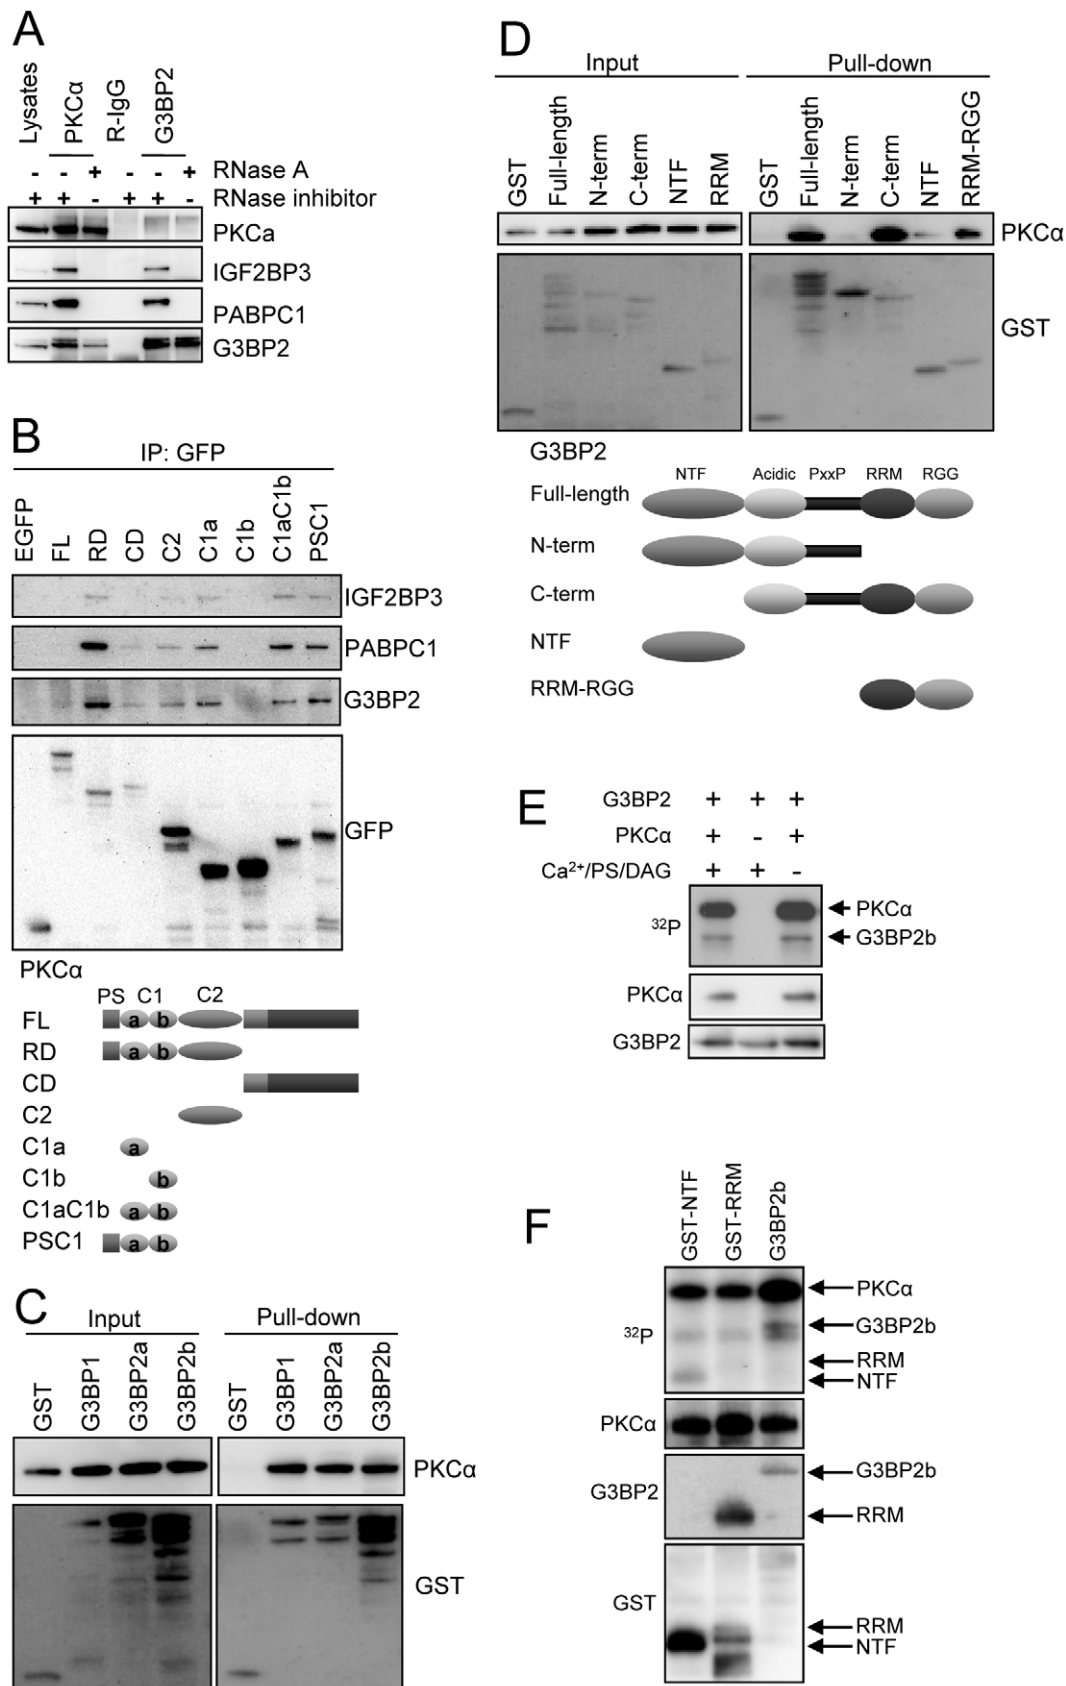 A
Lysates
PKCα
R-IgG
G3BP2
- - + - - + RNase A
+ + - + + - RNase inhibitor
PKCa
IGF2BP3
PABPC1
G3BP2
B
IP: GFP
EGFP
FL
RD
CD
C2
C1a
C1b
C1aC1b
PSC1
IGF2BP3
PABPC1
G3BP2
GFP
PKCα
PS C1 C2
FL a b
RD a b
CD
C2
C1a a
C1b b
C1aC1b a b
PSC1 a b
C
Input Pull-down
GST
G3BP1
G3BP2a
G3BP2b
GST
G3BP1
G3BP2a
G3BP2b
PKCα
GST
D
Input Pull-down
GST
Full-length
N-term
C-term
NTF
RRM
GST
Full-length
N-term
C-term
NTF
RRM-RGG
PKCα
GST
G3BP2
NTF Acidic PxxP RRM RGG
Full-length
N-term
C-term
NTF
RRM-RGG
E
G3BP2 + + +
PKCα + - +
Ca²⁺/PS/DAG + + -
³²P
PKCα
G3BP2b
PKCα
G3BP2
F
GST-NTF
GST-RRM
G3BP2b
³²P
PKCα
G3BP2b
RRM
NTF
PKCα
G3BP2
G3BP2b
RRM
GST
RRM
NTF